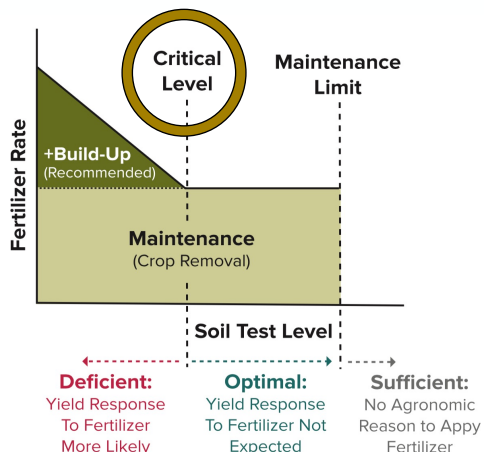 Critical
Level
Maintenance
Limit
Fertilizer Rate
+Build-Up
(Recommended)
Maintenance
(Crop Removal)
Soil Test Level
Deficient:
Yield Response
To Fertilizer
More Likely
Optimal:
Yield Response
To Fertilizer Not
Expected
Sufficient:
No Agronomic
Reason to Appy
Fertilizer